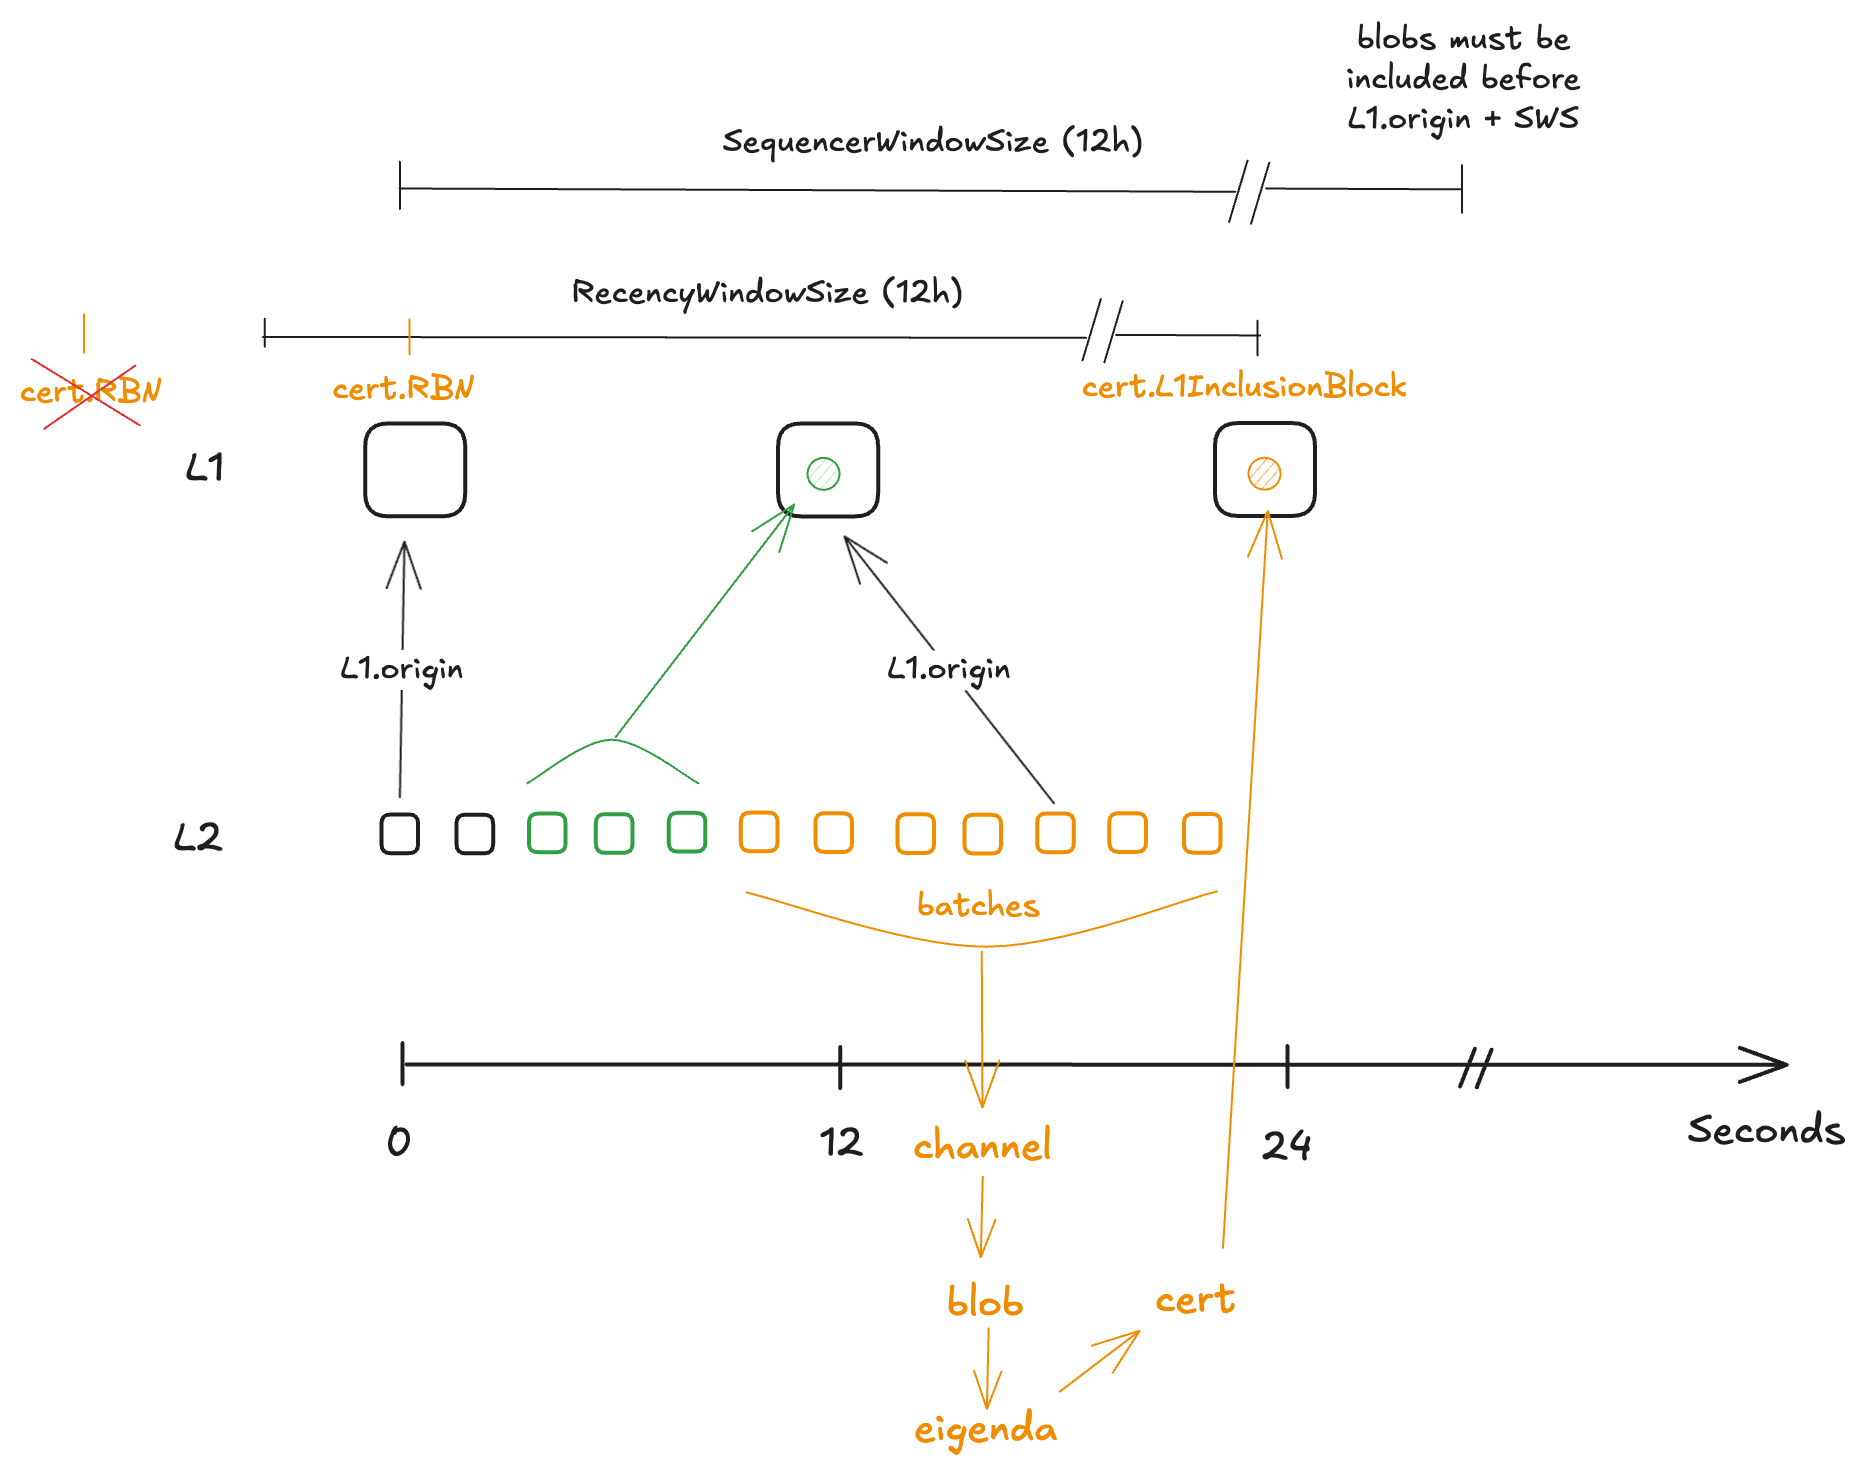 blobs must be
included before
L1.origin + SWS
SequencerWindowSize (12h)
RecencyWindowSize (12h)
cert.RBN
cert.RBN
cert.L1InclusionBlock
L1
L1.origin
L1.origin
L2
batches
0
12
24
Seconds
channel
blob
cert
eigenda